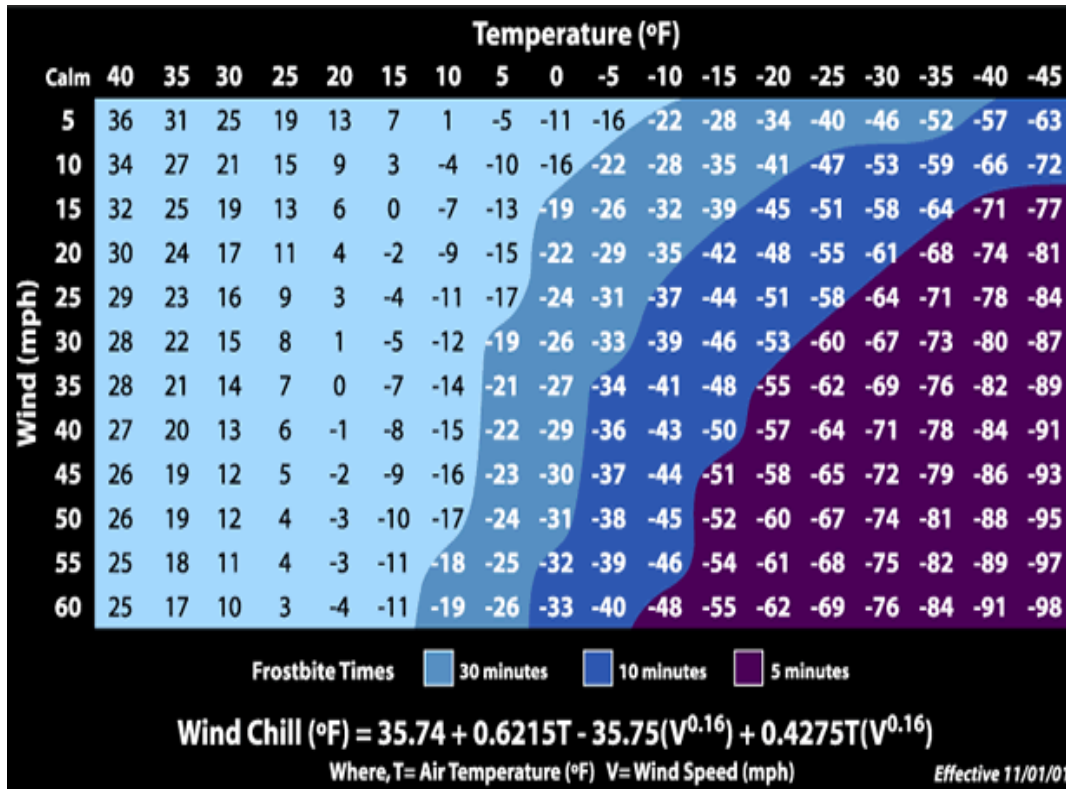 Temperature (ºF)
Calm 40 35 30 25 20 15 10 5 0 -5 -10 -15 -20 -25 -30 -35 -40 -45
5 36 31 25 19 13 7 1 -5 -11 -16 -22 -28 -34 -40 -46 -52 -57 -63
10 34 27 21 15 9 3 -4 -10 -16 -22 -28 -35 -41 -47 -53 -59 -66 -72
15 32 25 19 13 6 0 -7 -13 -19 -26 -32 -39 -45 -51 -58 -64 -71 -77
20 30 24 17 11 4 -2 -9 -15 -22 -29 -35 -42 -48 -55 -61 -68 -74 -81
25 29 23 16 9 3 -4 -11 -17 -24 -31 -37 -44 -51 -58 -64 -71 -78 -84
30 28 22 15 8 1 -5 -12 -19 -26 -33 -39 -46 -53 -60 -67 -73 -80 -87
35 28 21 14 7 0 -7 -14 -21 -27 -34 -41 -48 -55 -62 -69 -76 -82 -89
40 27 20 13 6 -1 -8 -15 -22 -29 -36 -43 -50 -57 -64 -71 -78 -84 -91
45 26 19 12 5 -2 -9 -16 -23 -30 -37 -44 -51 -58 -65 -72 -79 -86 -93
50 26 19 12 4 -3 -10 -17 -24 -31 -38 -45 -52 -60 -67 -74 -81 -88 -95
55 25 18 11 4 -3 -11 -18 -25 -32 -39 -46 -54 -61 -68 -75 -82 -89 -97
60 25 17 10 3 -4 -11 -19 -26 -33 -40 -48 -55 -62 -69 -76 -84 -91 -98
Wind (mph)
Frostbite Times 30 minutes 10 minutes 5 minutes
Wind Chill (ºF) = 35.74 + 0.6215T - 35.75(V^0.16) + 0.4275T(V^0.16)
Where, T= Air Temperature (ºF) V= Wind Speed (mph) Effective 11/01/01